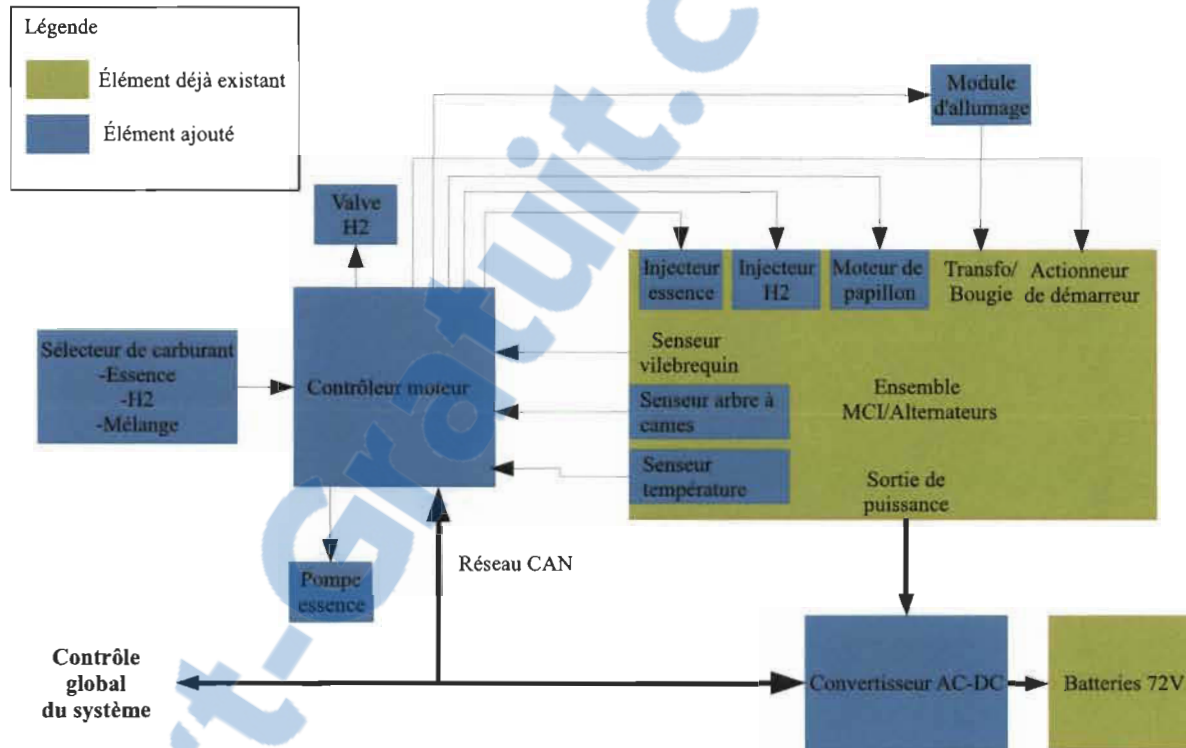 Légende
Élément déjà existant
Élément ajouté
Module
d'allumage
Valve
H2
Injecteur
essence
Injecteur
H2
Moteur de
papillon
Transfo/
Bougie
Actionneur
de démarreur
Sélecteur de carburant
-Essence
-H2
-Mélange
Contrôleur moteur
Senseur
vilebrequin
Senseur arbre à
cames
Senseur
température
Ensemble
MCI/Alternateurs
Sortie de
puissance
Réseau CAN
Pompe
essence
Contrôle
global
du système
Convertisseur AC-DC
Batteries 72V
rt-Gratuit.c